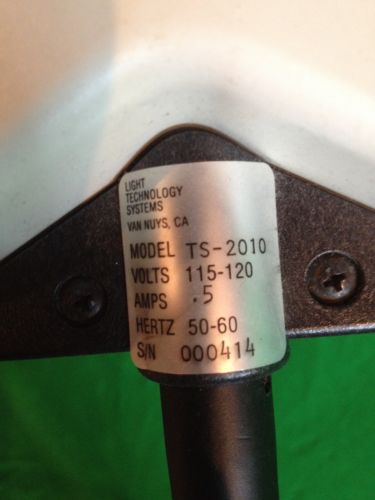 LIGHT
TECHNOLOGY
SYSTEMS
VAN NUYS, CA
MODEL TS-2010
VOLTS 115-120
AMPS .5
HERTZ 50-60
S/N 000414